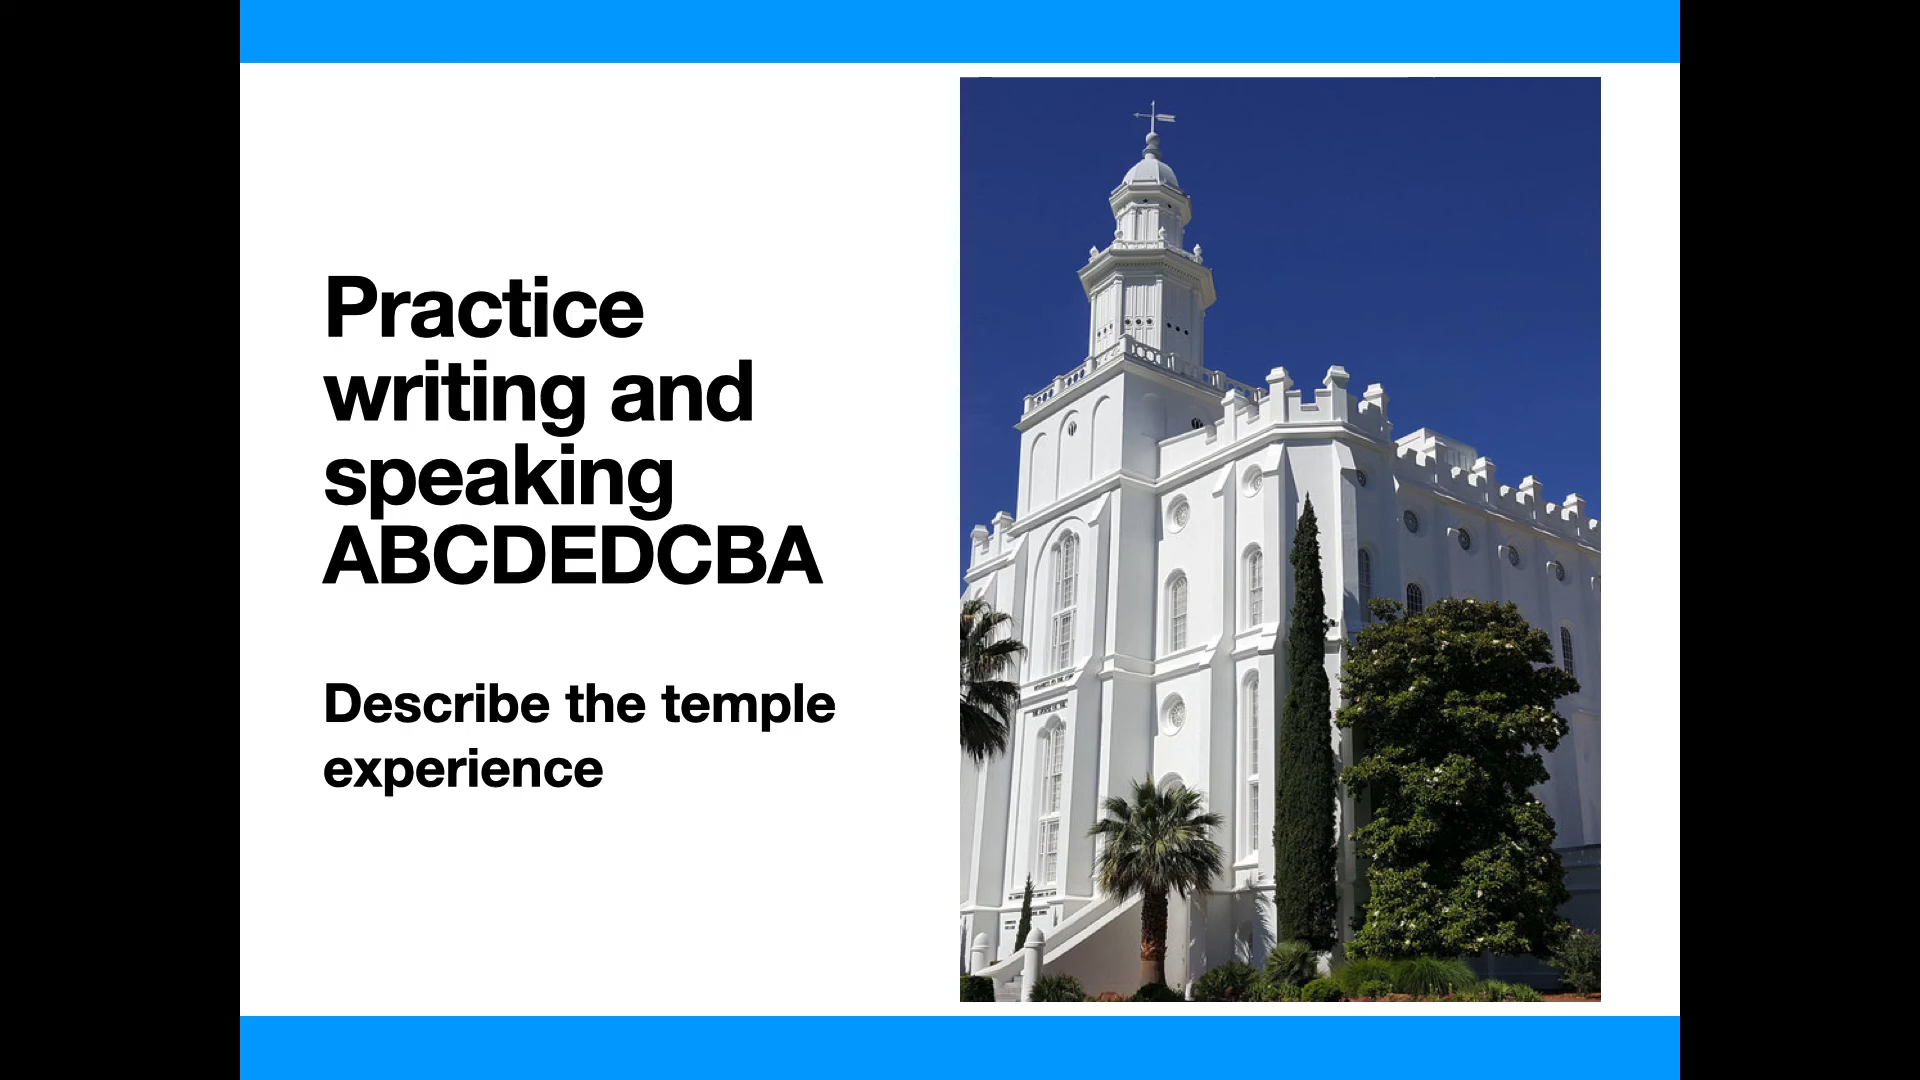 Practice
writing and
speaking
ABCDEDCBA
Describe the temple
experience